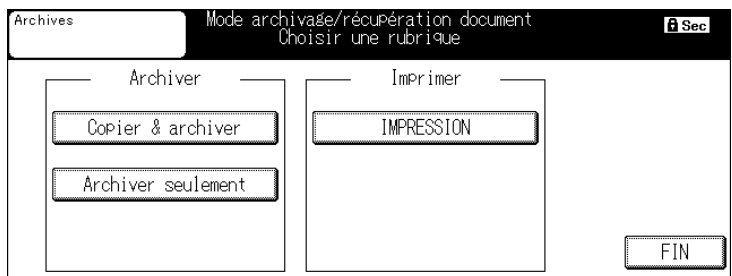 Archives
Mode archivage/récupération document
Choisir une rubrique
Sec
Archiver
Imprimer
Copier & archiver
IMPRESSION
Archiver seulement
FIN